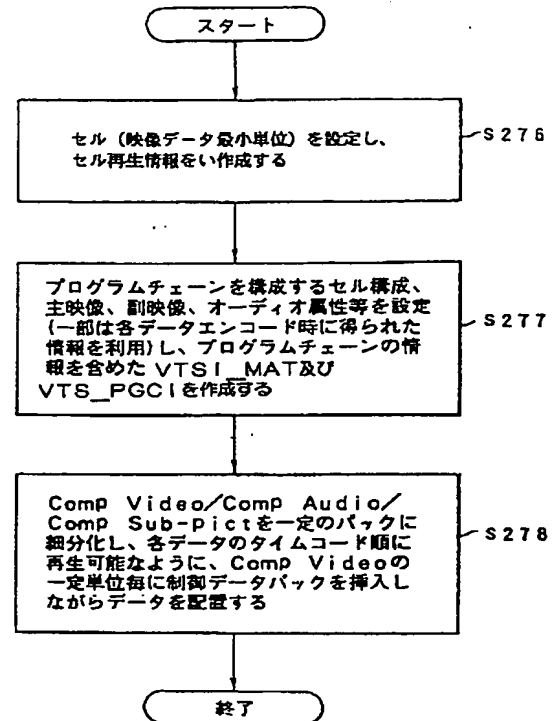 スタート
セル（映像データ最小単位）を設定し、
セル再生情報をい作成する
S276
プログラムチェーンを構成するセル構成、
主映像、副映像、オーディオ属性等を設定
(一部は各データエンコード時に得られた
情報を利用)し、プログラムチェーンの情
報を含めた VTSI_MAT及び
VTS_PGCIを作成する
S277
Comp Video/Comp Audio/
Comp Sub-pictを一定のパックに
細分化し、各データのタイムコード順に
再生可能なように、Comp Videoの
一定単位毎に制御データパックを挿入し
ながらデータを配置する
S278
終了